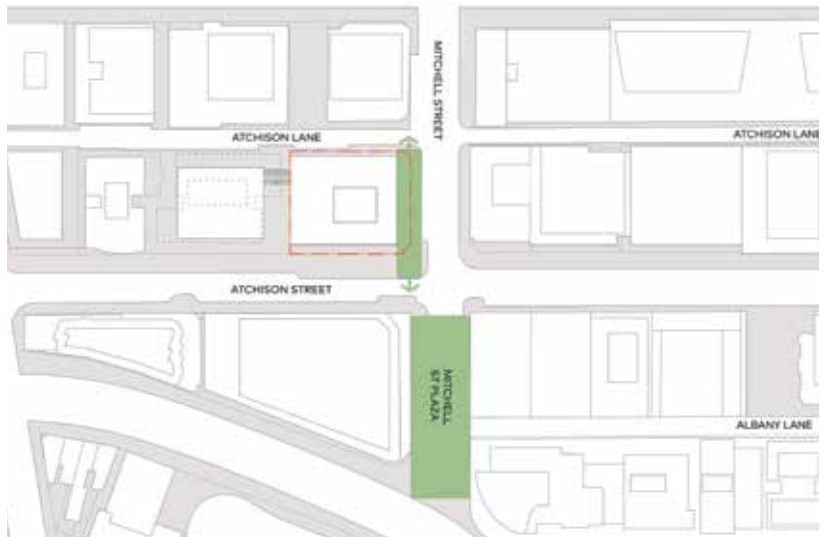 MITCHELL STREET
ATCHISON LANE
ATCHISON LANE
ATCHISON STREET
MITCHELL
ST PLAZA
ALBANY LANE